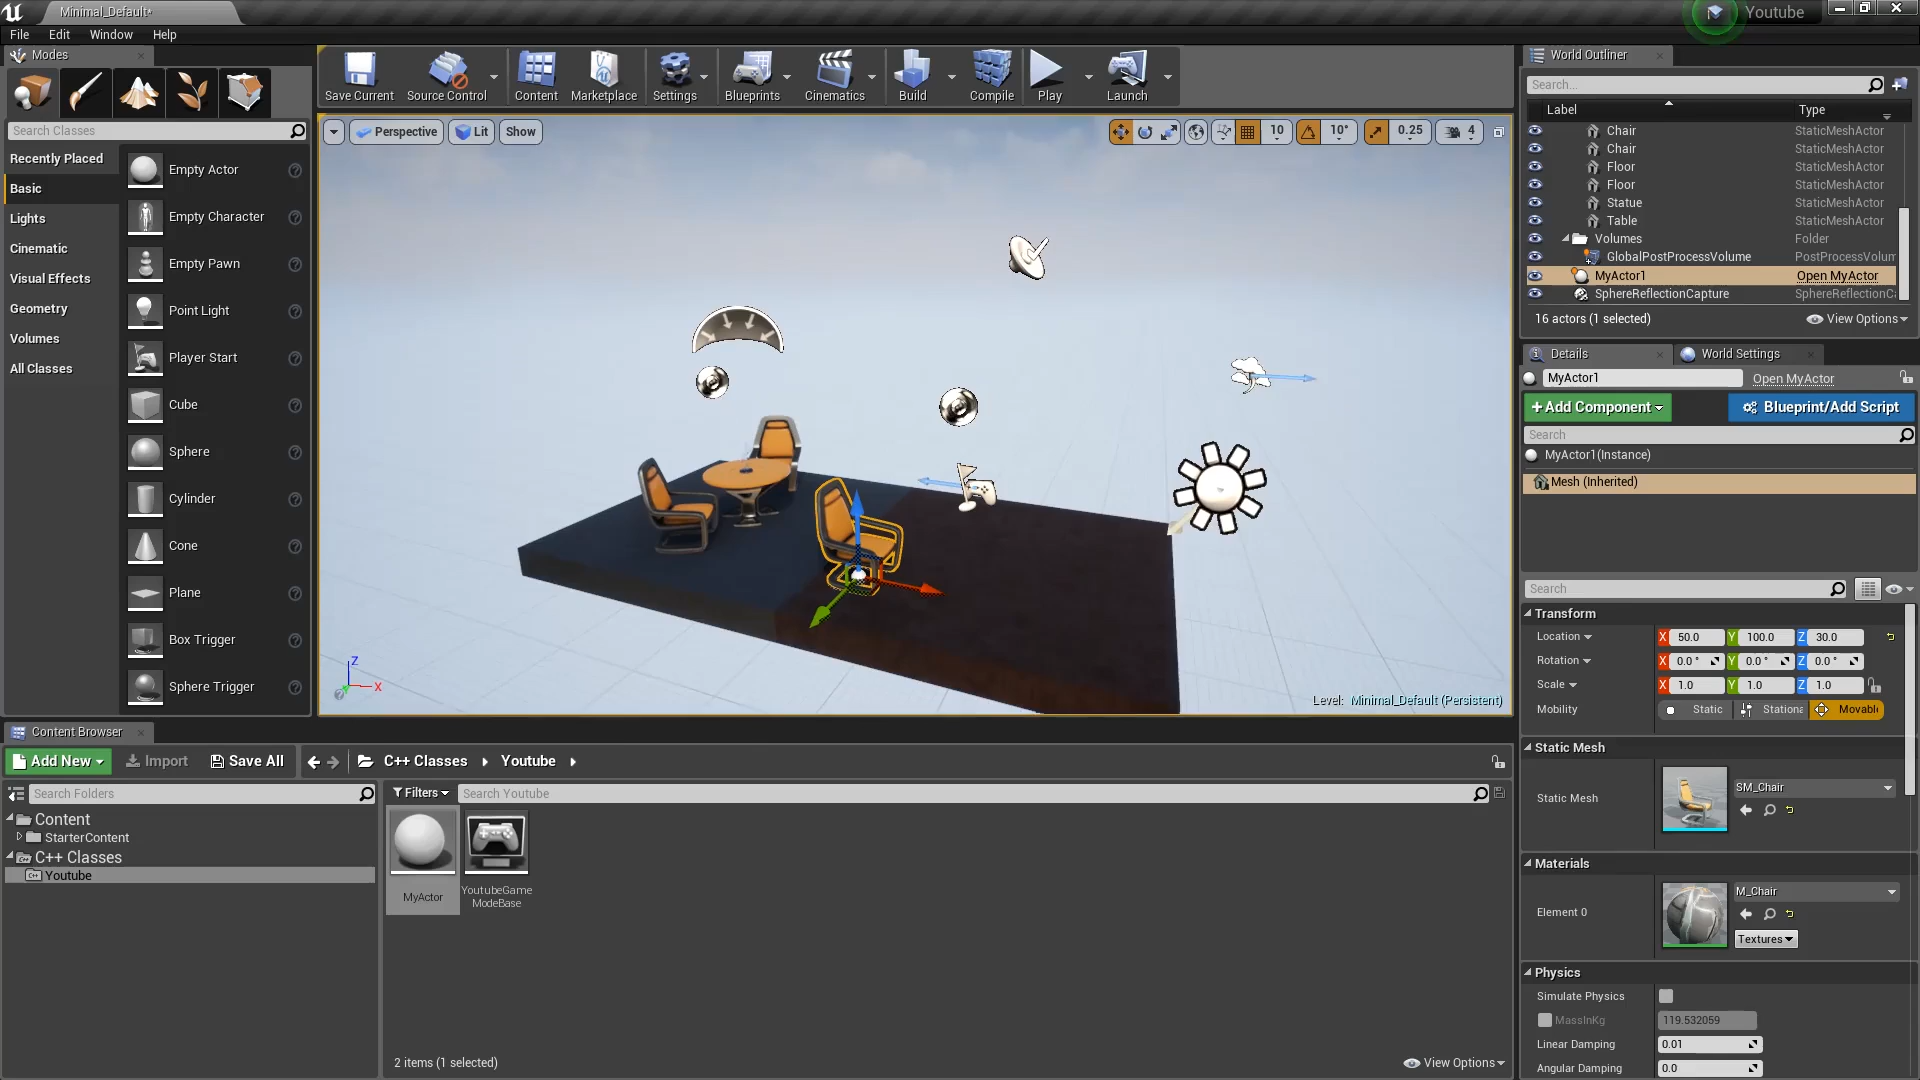 Minimal_Default*
Youtube
File Edit Window Help
Modes
Search Classes
Recently Placed
Basic
Lights
Cinematic
Visual Effects
Geometry
Volumes
All Classes
Empty Actor
Empty Character
Empty Pawn
Point Light
Player Start
Cube
Sphere
Cylinder
Cone
Plane
Box Trigger
Sphere Trigger
Save Current Source Control Content Marketplace Settings Blueprints Cinematics Build Compile Play Launch
Perspective Lit Show
10 10° 0.25 4
Z
X
Level: Minimal_Default (Persistent)
World Outliner
Search...
Label Type
Chair StaticMeshActor
Chair StaticMeshActor
Floor StaticMeshActor
Floor StaticMeshActor
Statue StaticMeshActor
Table StaticMeshActor
Volumes Folder
GlobalPostProcessVolume PostProcessVolum
MyActor1 Open MyActor
SphereReflectionCapture SphereReflectionCa
16 actors (1 selected) View Options
Details World Settings
MyActor1 Open MyActor
+Add Component Blueprint/Add Script
Search
MyActor1(Instance)
Mesh (Inherited)
Search
Transform
Location X 50.0 Y 100.0 Z 30.0
Rotation X 0.0 ° Y 0.0 ° Z 0.0 °
Scale X 1.0 Y 1.0 Z 1.0
Mobility Static Stationa Movabl
Static Mesh
Static Mesh SM_Chair
Materials
Element 0 M_Chair
Textures
Physics
Simulate Physics
MassInKg 119.532059
Linear Damping 0.01
Angular Damping 0.0
Content Browser
Add New Import Save All C++ Classes Youtube
Search Folders
Content
StarterContent
C++ Classes
Youtube
Filters Search Youtube
MyActor
YoutubeGame
ModeBase
2 items (1 selected) View Options